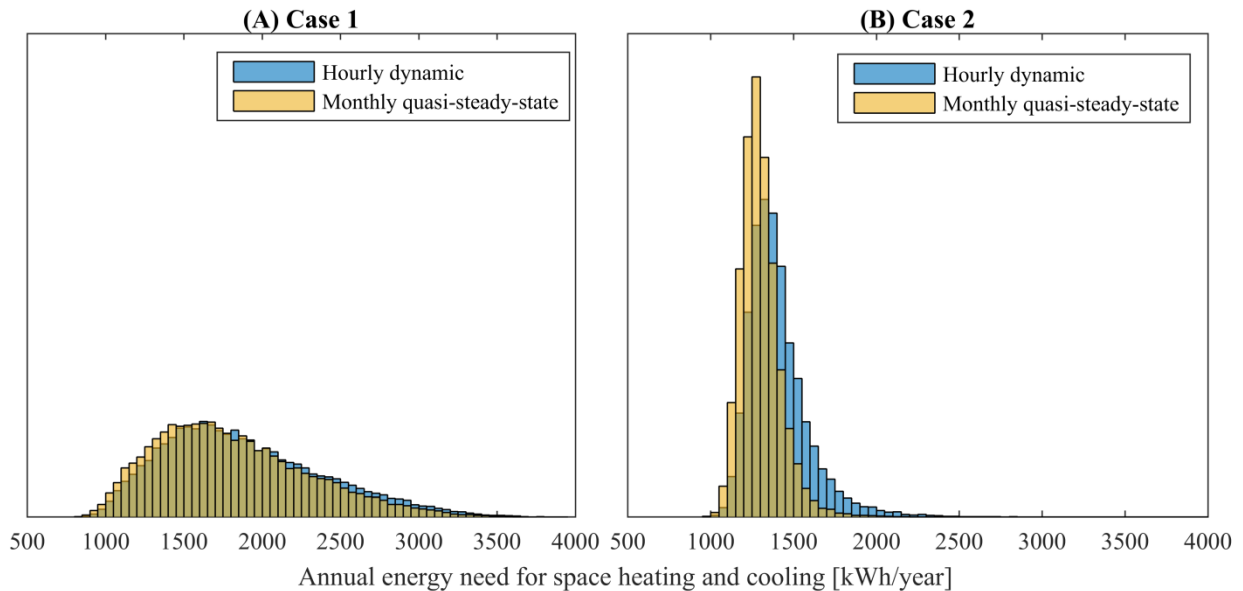 (A) Case 1
Hourly dynamic
Monthly quasi-steady-state
500 1000 1500 2000 2500 3000 3500 4000
(B) Case 2
Hourly dynamic
Monthly quasi-steady-state
500 1000 1500 2000 2500 3000 3500 4000
Annual energy need for space heating and cooling [kWh/year]